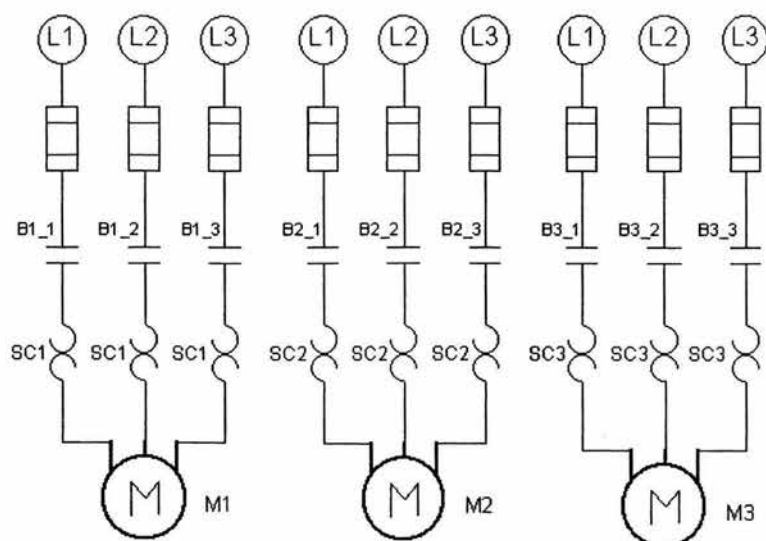 L1 L2 L3 L1 L2 L3 L1 L2 L3
B1_1 B1_2 B1_3 B2_1 B2_2 B2_3 B3_1 B3_2 B3_3
SC1 SC1 SC1 SC2 SC2 SC2 SC3 SC3 SC3
M M1 M M2 M M3